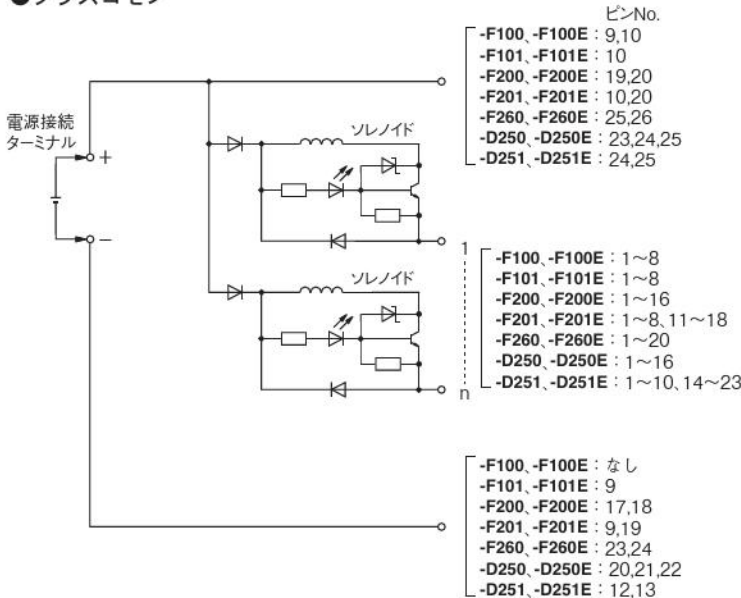 ピンNo.
-F100、-F100E：9,10
-F101、-F101E：10
-F200、-F200E：19,20
-F201、-F201E：10,20
-F260、-F260E：25,26
-D250、-D250E：23,24,25
-D251、-D251E：24,25
電源接続
ターミナル
+
−
ソレノイド
1
-F100、-F100E：1～8
-F101、-F101E：1～8
-F200、-F200E：1～16
-F201、-F201E：1～8、11～18
-F260、-F260E：1～20
-D250、-D250E：1～16
-D251、-D251E：1～10、14～23
ソレノイド
n
-F100、-F100E：なし
-F101、-F101E：9
-F200、-F200E：17,18
-F201、-F201E：9,19
-F260、-F260E：23,24
-D250、-D250E：20,21,22
-D251、-D251E：12,13